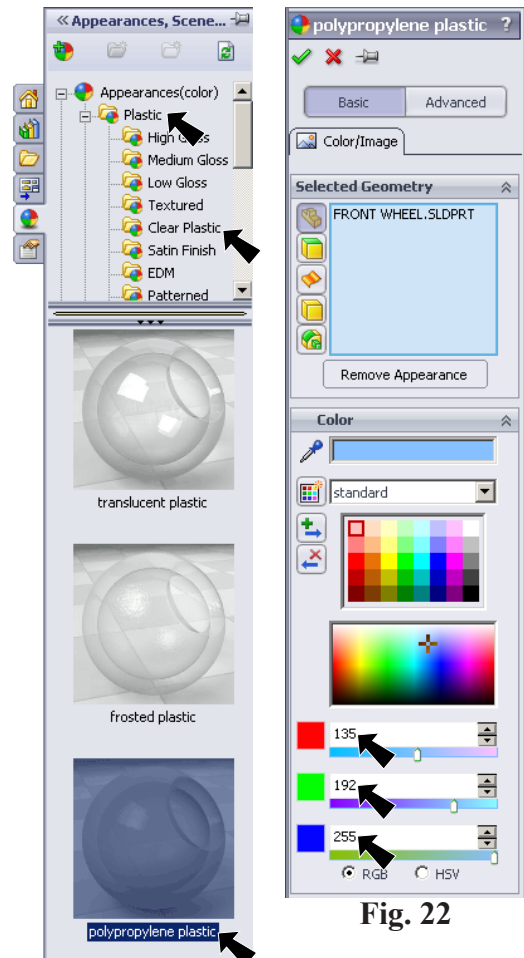 Appearances, Scene...
Appearances(color)
Plastic
High Gloss
Medium Gloss
Low Gloss
Textured
Clear Plastic
Satin Finish
EDM
Patterned
translucent plastic
frosted plastic
polypropylene plastic
polypropylene plastic ?
Basic Advanced
Color/Image
Selected Geometry
FRONT WHEEL.SLDPRT
Remove Appearance
Color
standard
135
192
255
RGB HSV
Fig. 22